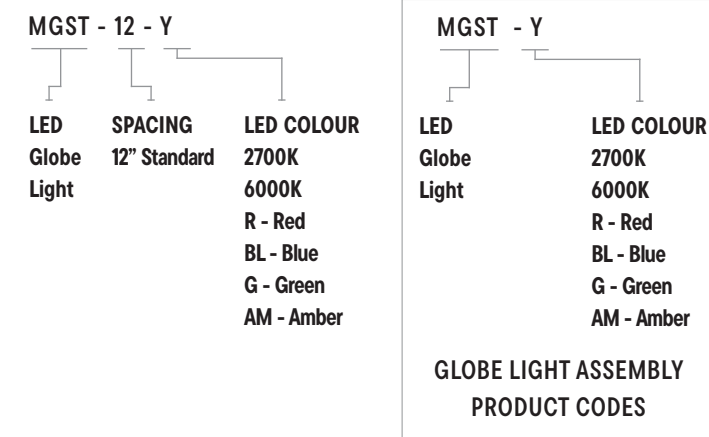 MGST - 12 - Y
LED
Globe
Light
SPACING
12” Standard
LED COLOUR
2700K
6000K
R - Red
BL - Blue
G - Green
AM - Amber
MGST - Y
LED
Globe
Light
LED COLOUR
2700K
6000K
R - Red
BL - Blue
G - Green
AM - Amber
GLOBE LIGHT ASSEMBLY
PRODUCT CODES